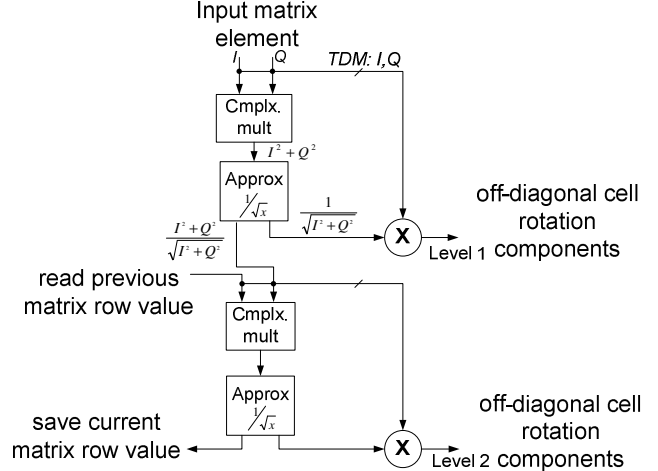 Input matrix
element
I Q TDM: I,Q
Cmplx.
mult
I² + Q²
Approx
1/√x
1/√(I² + Q²)
(I² + Q²)/√(I² + Q²)
X
off-diagonal cell
rotation
Level 1 components
read previous
matrix row value
Cmplx.
mult
Approx
1/√x
save current
matrix row value
X
off-diagonal cell
rotation
Level 2 components